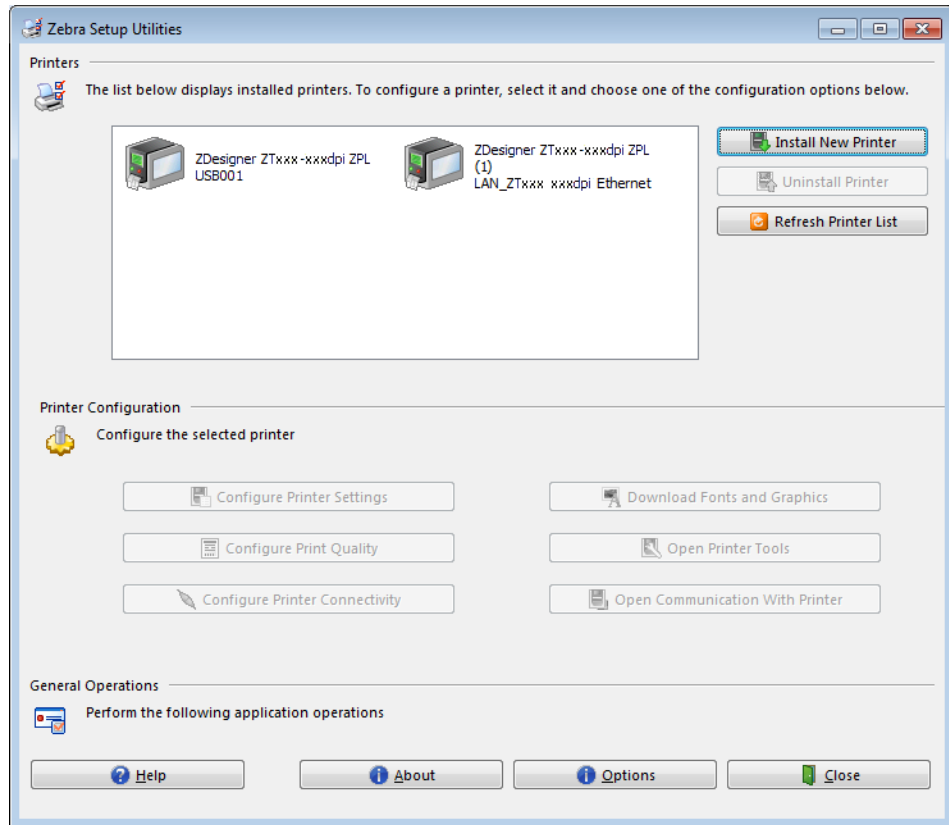 Zebra Setup Utilities
Printers
The list below displays installed printers. To configure a printer, select it and choose one of the configuration options below.
ZDesigner ZTxxx-xxxdpi ZPL
USB001
ZDesigner ZTxxx-xxxdpi ZPL
(1)
LAN_ZTxxx xxxdpi Ethernet
Install New Printer
Uninstall Printer
Refresh Printer List
Printer Configuration
Configure the selected printer
Configure Printer Settings
Download Fonts and Graphics
Configure Print Quality
Open Printer Tools
Configure Printer Connectivity
Open Communication With Printer
General Operations
Perform the following application operations
Help
About
Options
Close